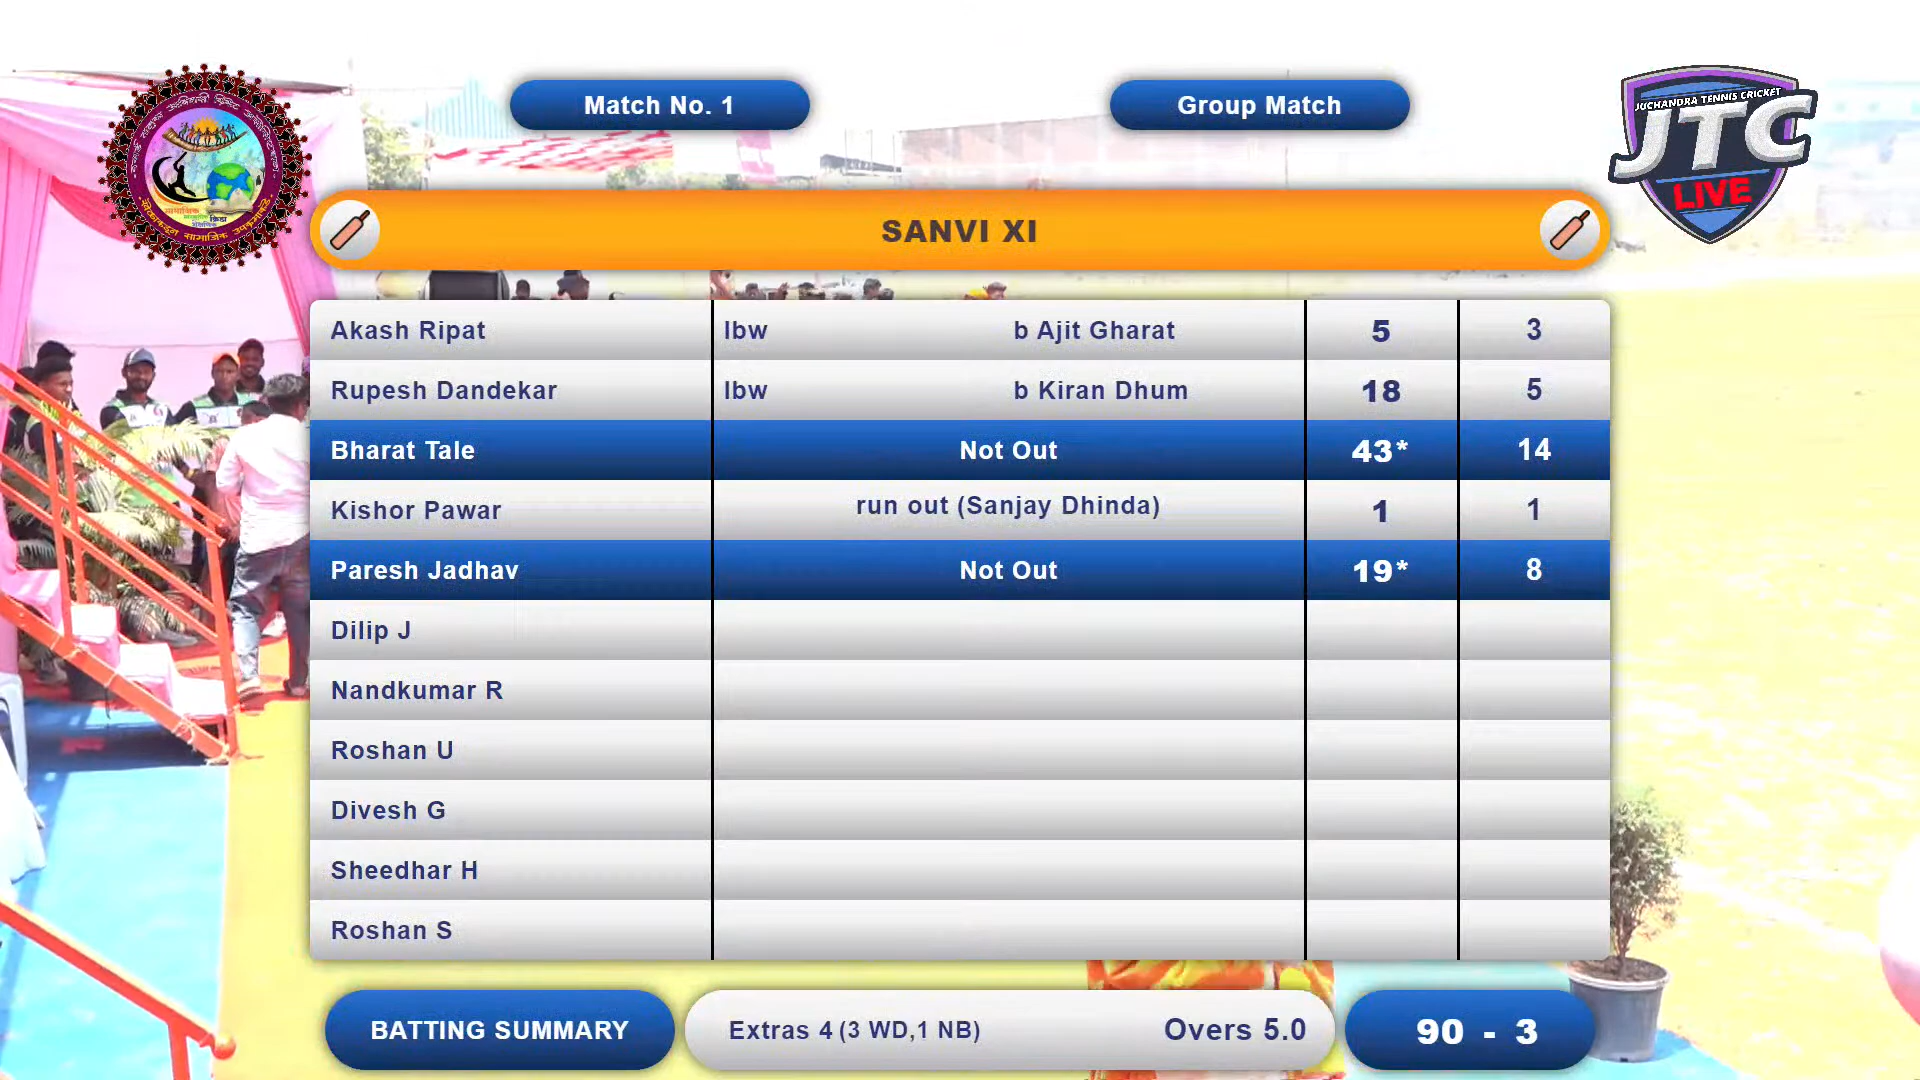 Match No. 1
Group Match
JUCHANDRA TENNIS CRICKET
JTC
LIVE
SANVI XI
Akash Ripat lbw b Ajit Gharat 5 3
Rupesh Dandekar lbw b Kiran Dhum 18 5
Bharat Tale Not Out 43* 14
Kishor Pawar run out (Sanjay Dhinda) 1 1
Paresh Jadhav Not Out 19* 8
Dilip J
Nandkumar R
Roshan U
Divesh G
Sheedhar H
Roshan S
BATTING SUMMARY Extras 4 (3 WD,1 NB) Overs 5.0 90 - 3